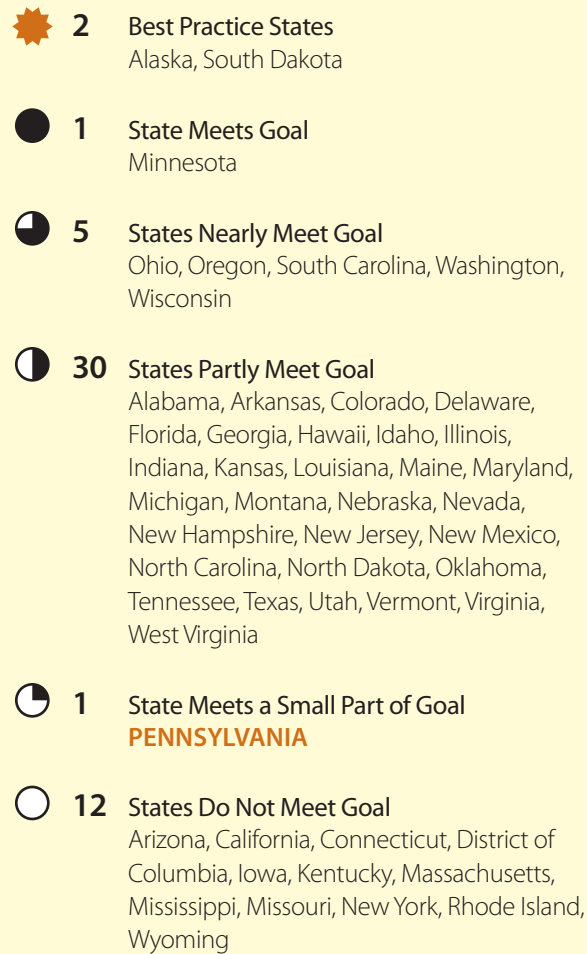 2 Best Practice States
Alaska, South Dakota
1 State Meets Goal
Minnesota
5 States Nearly Meet Goal
Ohio, Oregon, South Carolina, Washington,
Wisconsin
30 States Partly Meet Goal
Alabama, Arkansas, Colorado, Delaware,
Florida, Georgia, Hawaii, Idaho, Illinois,
Indiana, Kansas, Louisiana, Maine, Maryland,
Michigan, Montana, Nebraska, Nevada,
New Hampshire, New Jersey, New Mexico,
North Carolina, North Dakota, Oklahoma,
Tennessee, Texas, Utah, Vermont, Virginia,
West Virginia
1 State Meets a Small Part of Goal
PENNSYLVANIA
12 States Do Not Meet Goal
Arizona, California, Connecticut, District of
Columbia, Iowa, Kentucky, Massachusetts,
Mississippi, Missouri, New York, Rhode Island,
Wyoming